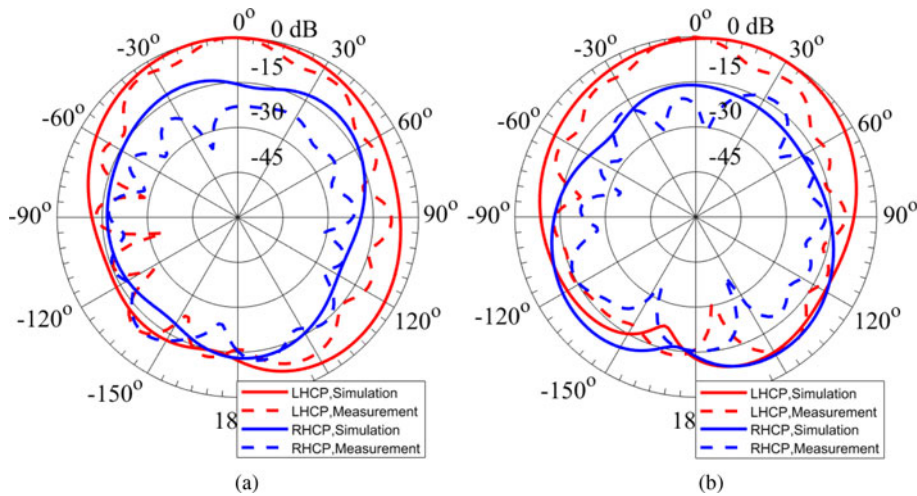 0°
0 dB
-30°
30°
-15
-60°
-30
60°
-45
-90°
90°
-120°
120°
-150°
18
LHCP,Simulation
LHCP,Measurement
RHCP,Simulation
RHCP,Measurement
(a)
0°
0 dB
-30°
30°
-15
-60°
-30
60°
-45
-90°
90°
-120°
120°
-150°
18
LHCP,Simulation
LHCP,Measurement
RHCP,Simulation
RHCP,Measurement
(b)